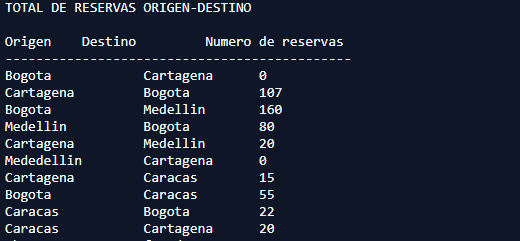 TOTAL DE RESERVAS ORIGEN-DESTINO
Origen Destino Numero de reservas
---------------------------------------------
Bogota Cartagena 0
Cartagena Bogota 107
Bogota Medellin 160
Medellin Bogota 80
Cartagena Medellin 20
Mededellin Cartagena 0
Cartagena Caracas 15
Bogota Caracas 55
Caracas Bogota 22
Caracas Cartagena 20